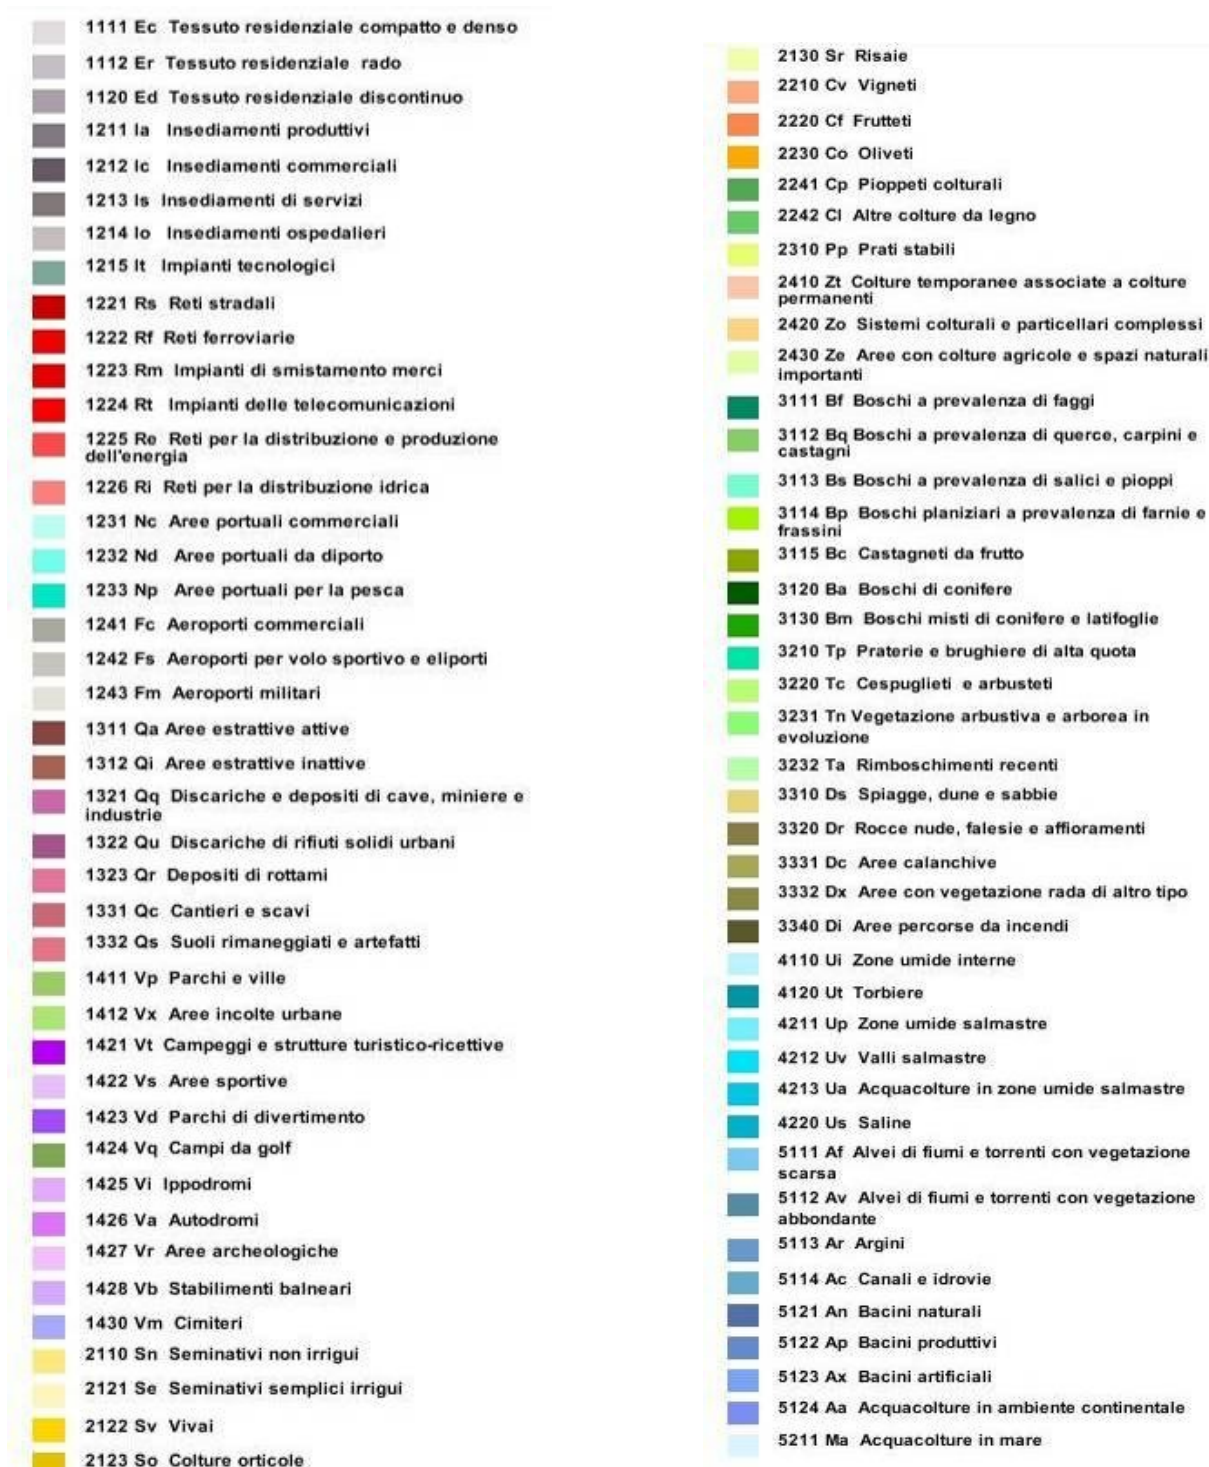 1111 Ec Tessuto residenziale compatto e denso
1112 Er Tessuto residenziale rado
1120 Ed Tessuto residenziale discontinuo
1211 Ia Insediamenti produttivi
1212 Ic Insediamenti commerciali
1213 Is Insediamenti di servizi
1214 Io Insediamenti ospedalieri
1215 It Impianti tecnologici
1221 Rs Reti stradali
1222 Rf Reti ferroviarie
1223 Rm Impianti di smistamento merci
1224 Rt Impianti delle telecomunicazioni
1225 Re Reti per la distribuzione e produzione
dell'energia
1226 Ri Reti per la distribuzione idrica
1231 Nc Aree portuali commerciali
1232 Nd Aree portuali da diporto
1233 Np Aree portuali per la pesca
1241 Fc Aeroporti commerciali
1242 Fs Aeroporti per volo sportivo e eliporti
1243 Fm Aeroporti militari
1311 Qa Aree estrattive attive
1312 Qi Aree estrattive inattive
1321 Qq Discariche e depositi di cave, miniere e
industrie
1322 Qu Discariche di rifiuti solidi urbani
1323 Qr Depositi di rottami
1331 Qc Cantieri e scavi
1332 Qs Suoli rimaneggiati e artefatti
1411 Vp Parchi e ville
1412 Vx Aree incolte urbane
1421 Vt Campeggi e strutture turistico-ricettive
1422 Vs Aree sportive
1423 Vd Parchi di divertimento
1424 Vq Campi da golf
1425 Vi Ippodromi
1426 Va Autodromi
1427 Vr Aree archeologiche
1428 Vb Stabilimenti balneari
1430 Vm Cimiteri
2110 Sn Seminativi non irrigui
2121 Se Seminativi semplici irrigui
2122 Sv Vivai
2123 So Colture orticole
2130 Sr Risaie
2210 Cv Vigneti
2220 Cf Frutteti
2230 Co Oliveti
2241 Cp Pioppeti colturali
2242 Cl Altre colture da legno
2310 Pp Prati stabili
2410 Zt Colture temporanee associate a colture
permanenti
2420 Zo Sistemi colturali e particellari complessi
2430 Ze Aree con colture agricole e spazi naturali
importanti
3111 Bf Boschi a prevalenza di faggi
3112 Bq Boschi a prevalenza di querce, carpini e
castagni
3113 Bs Boschi a prevalenza di salici e pioppi
3114 Bp Boschi planiziari a prevalenza di farnie e
frassini
3115 Bc Castagneti da frutto
3120 Ba Boschi di conifere
3130 Bm Boschi misti di conifere e latifoglie
3210 Tp Praterie e brughiere di alta quota
3220 Tc Cespuglieti e arbusteti
3231 Tn Vegetazione arbustiva e arborea in
evoluzione
3232 Ta Rimboschimenti recenti
3310 Ds Spiagge, dune e sabbie
3320 Dr Rocce nude, falesie e affioramenti
3331 Dc Aree calanchive
3332 Dx Aree con vegetazione rada di altro tipo
3340 Di Aree percorse da incendi
4110 Ui Zone umide interne
4120 Ut Torbiere
4211 Up Zone umide salmastre
4212 Uv Valli salmastre
4213 Ua Acquacolture in zone umide salmastre
4220 Us Saline
5111 Af Alvei di fiumi e torrenti con vegetazione
scarsa
5112 Av Alvei di fiumi e torrenti con vegetazione
abbondante
5113 Ar Argini
5114 Ac Canali e idrovie
5121 An Bacini naturali
5122 Ap Bacini produttivi
5123 Ax Bacini artificiali
5124 Aa Acquacolture in ambiente continentale
5211 Ma Acquacolture in mare